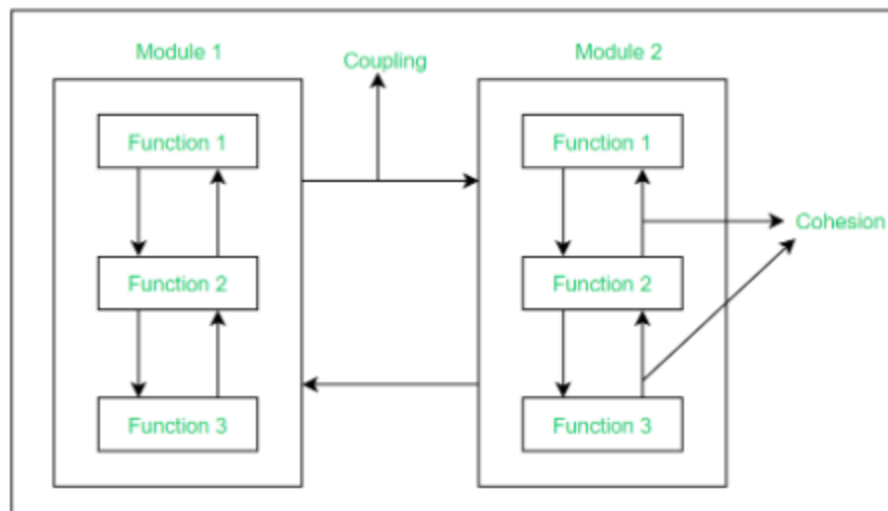 Module 1
Coupling
Module 2
Function 1
Function 1
Cohesion
Function 2
Function 2
Function 3
Function 3